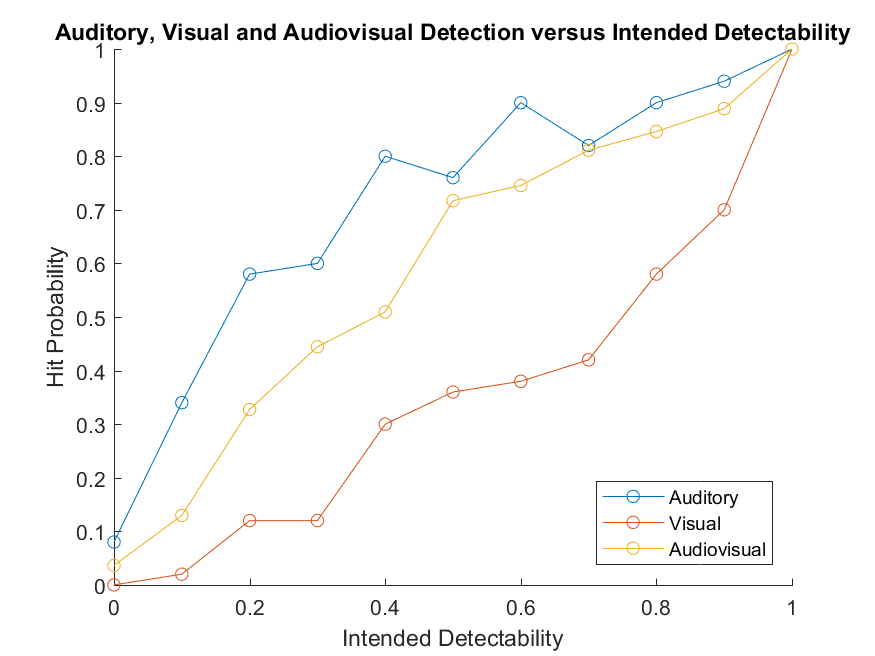 Auditory, Visual and Audiovisual Detection versus Intended Detectability
1
0.9
0.8
0.7
0.6
0.5
0.4
0.3
0.2
0.1
0
Hit Probability
Auditory
Visual
Audiovisual
0 0.2 0.4 0.6 0.8 1
Intended Detectability